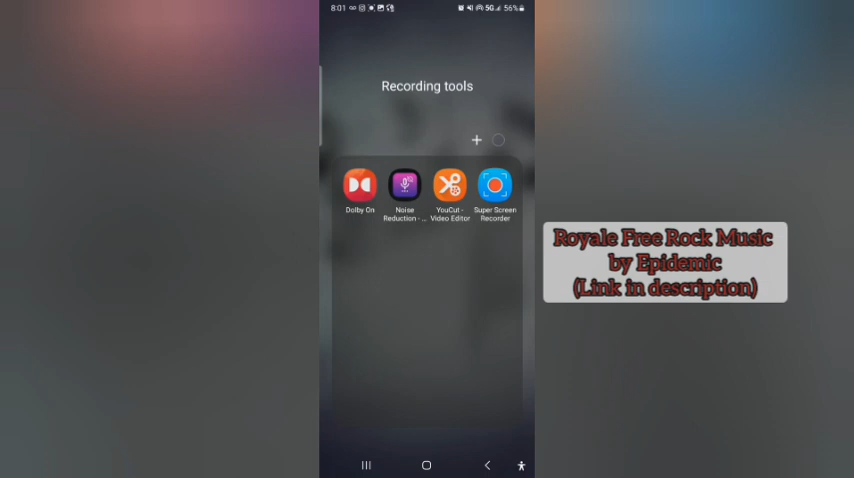 8:01
5G 56%
Recording tools
Dolby On
Noise Reduction - ...
YouCut - Video Editor
Super Screen Recorder
Royale Free Rock Music
by Epidemic
(Link in description)